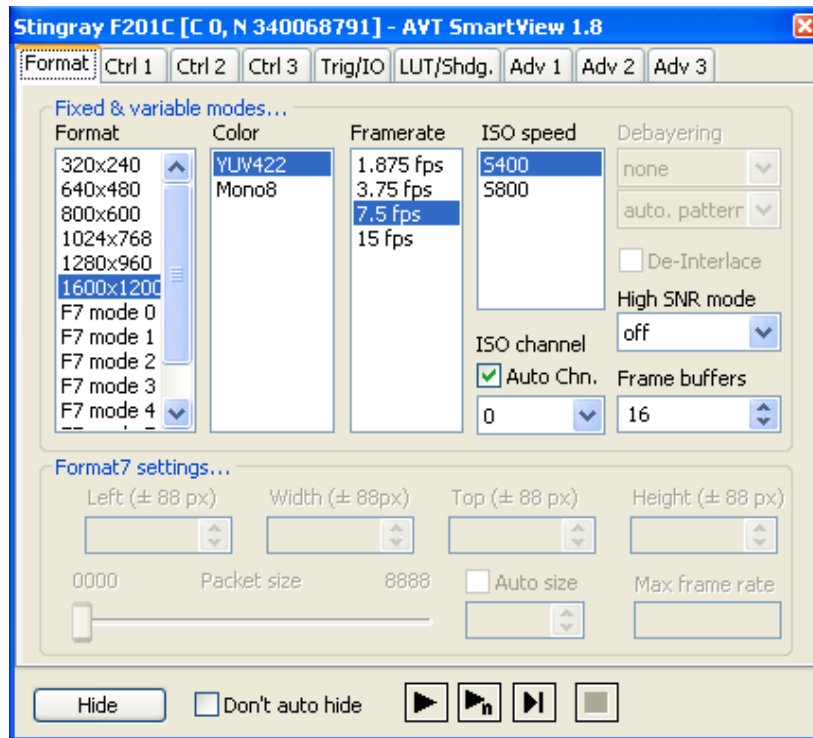 Stingray F201C [C 0, N 340068791] - AVT SmartView 1.8
Format Ctrl 1 Ctrl 2 Ctrl 3 Trig/IO LUT/Shdg. Adv 1 Adv 2 Adv 3
Fixed & variable modes...
Format
320x240
640x480
800x600
1024x768
1280x960
1600x1200
F7 mode 0
F7 mode 1
F7 mode 2
F7 mode 3
F7 mode 4
Color
YUV422
Mono8
Framerate
1.875 fps
3.75 fps
7.5 fps
15 fps
ISO speed
S400
S800
ISO channel
Auto Chn.
0
Debayering
none
auto. pattern
De-Interlace
High SNR mode
off
Frame buffers
16
Format7 settings...
Left (± 88 px) Width (± 88px) Top (± 88 px) Height (± 88 px)
0000 Packet size 8888 Auto size Max frame rate
Hide Don't auto hide n